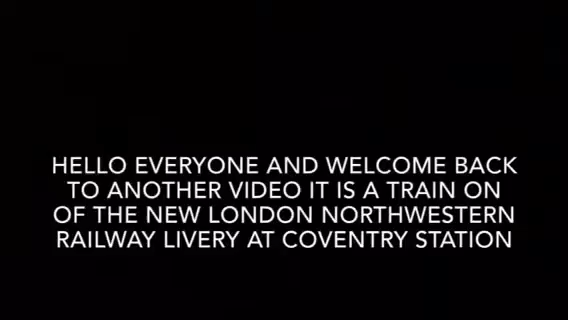 HELLO EVERYONE AND WELCOME BACK
TO ANOTHER VIDEO IT IS A TRAIN ON
OF THE NEW LONDON NORTHWESTERN
RAILWAY LIVERY AT COVENTRY STATION